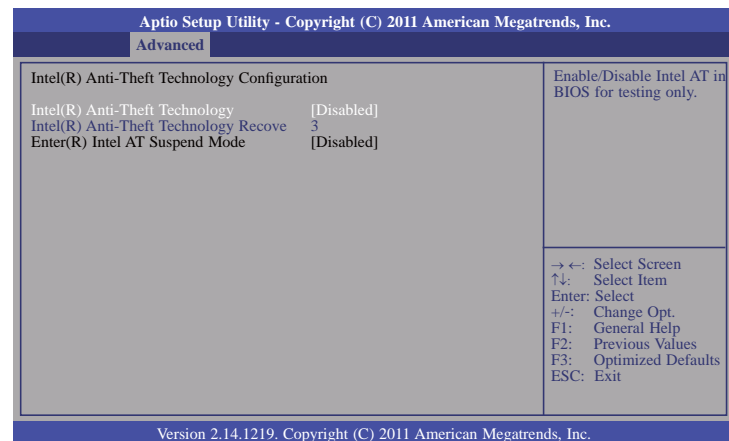 Aptio Setup Utility - Copyright (C) 2011 American Megatrends, Inc.
Advanced
Intel(R) Anti-Theft Technology Configuration
Intel(R) Anti-Theft Technology [Disabled]
Intel(R) Anti-Theft Technology Recove 3
Enter(R) Intel AT Suspend Mode [Disabled]
Enable/Disable Intel AT in
BIOS for testing only.
→←: Select Screen
↑↓: Select Item
Enter: Select
+/-: Change Opt.
F1: General Help
F2: Previous Values
F3: Optimized Defaults
ESC: Exit
Version 2.14.1219. Copyright (C) 2011 American Megatrends, Inc.